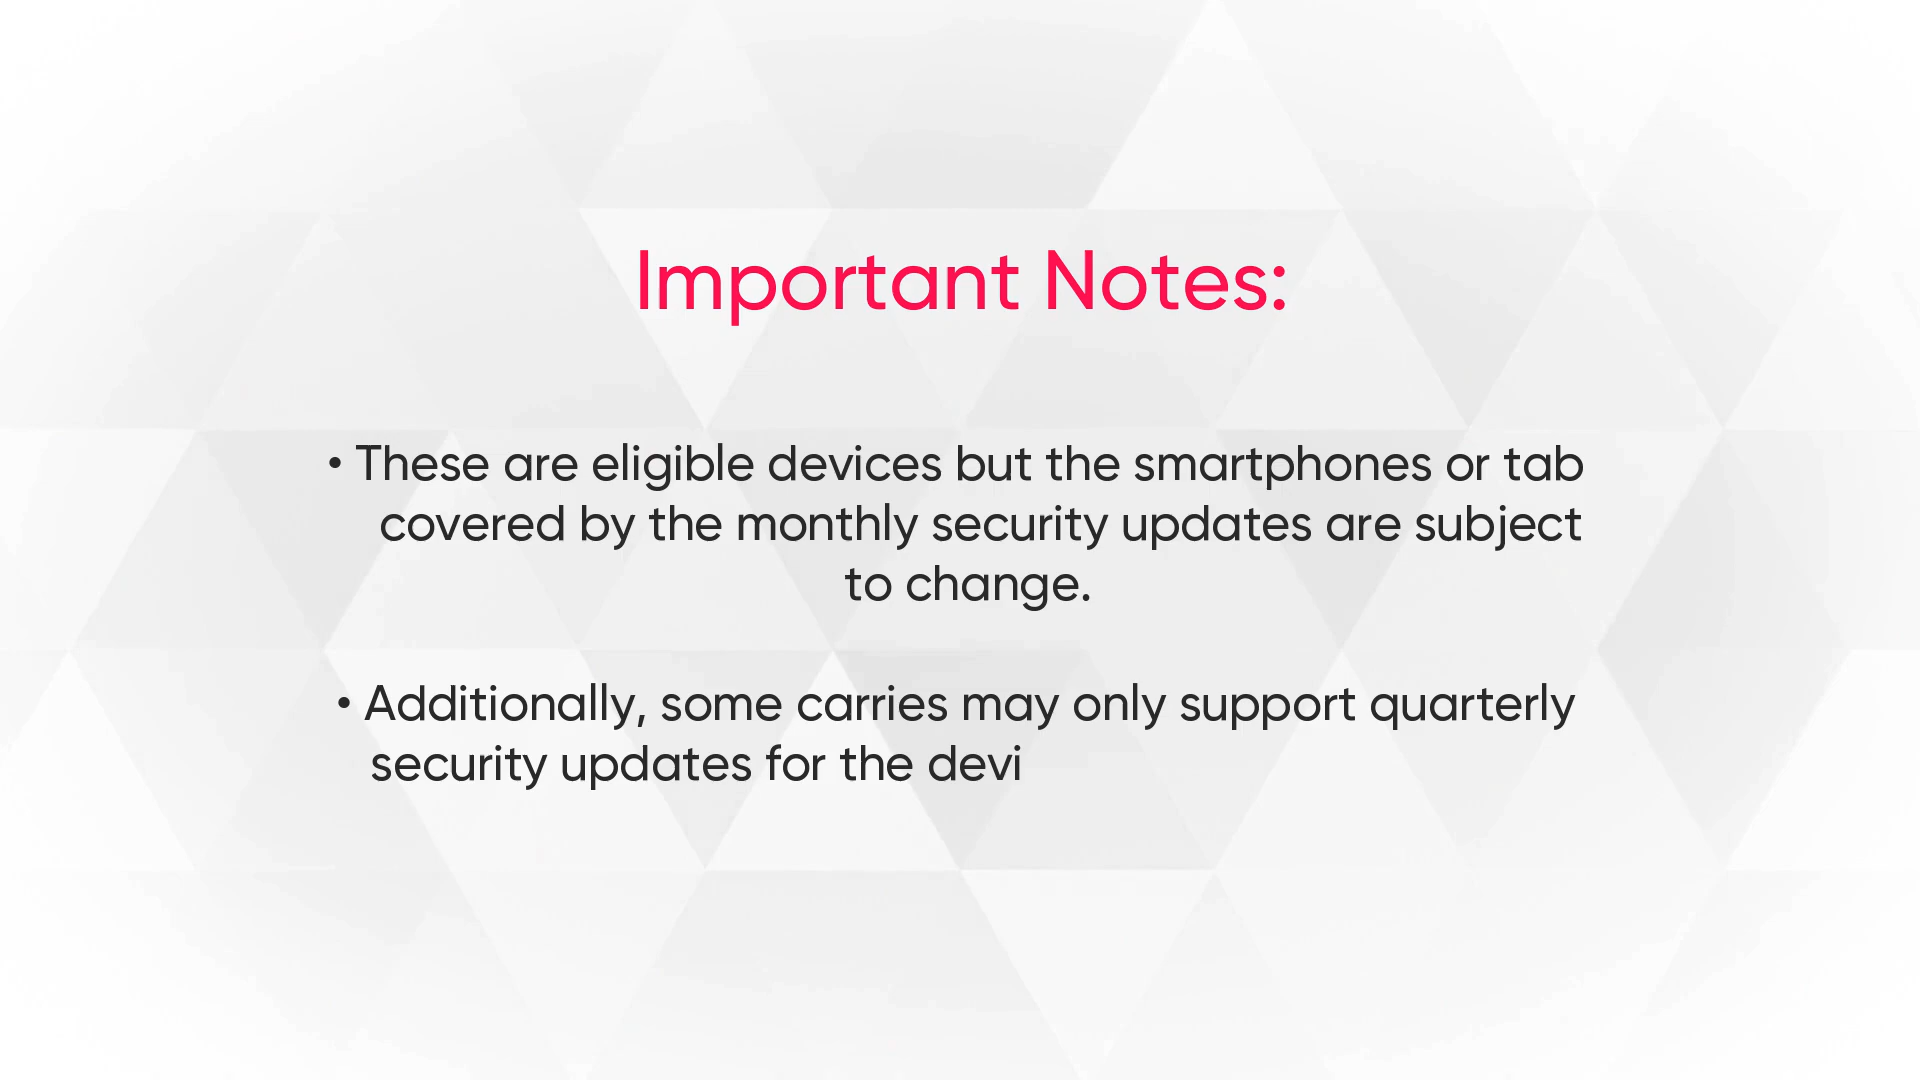 Important Notes:
• These are eligible devices but the smartphones or tab
covered by the monthly security updates are subject
to change.
• Additionally, some carries may only support quarterly
security updates for the devi